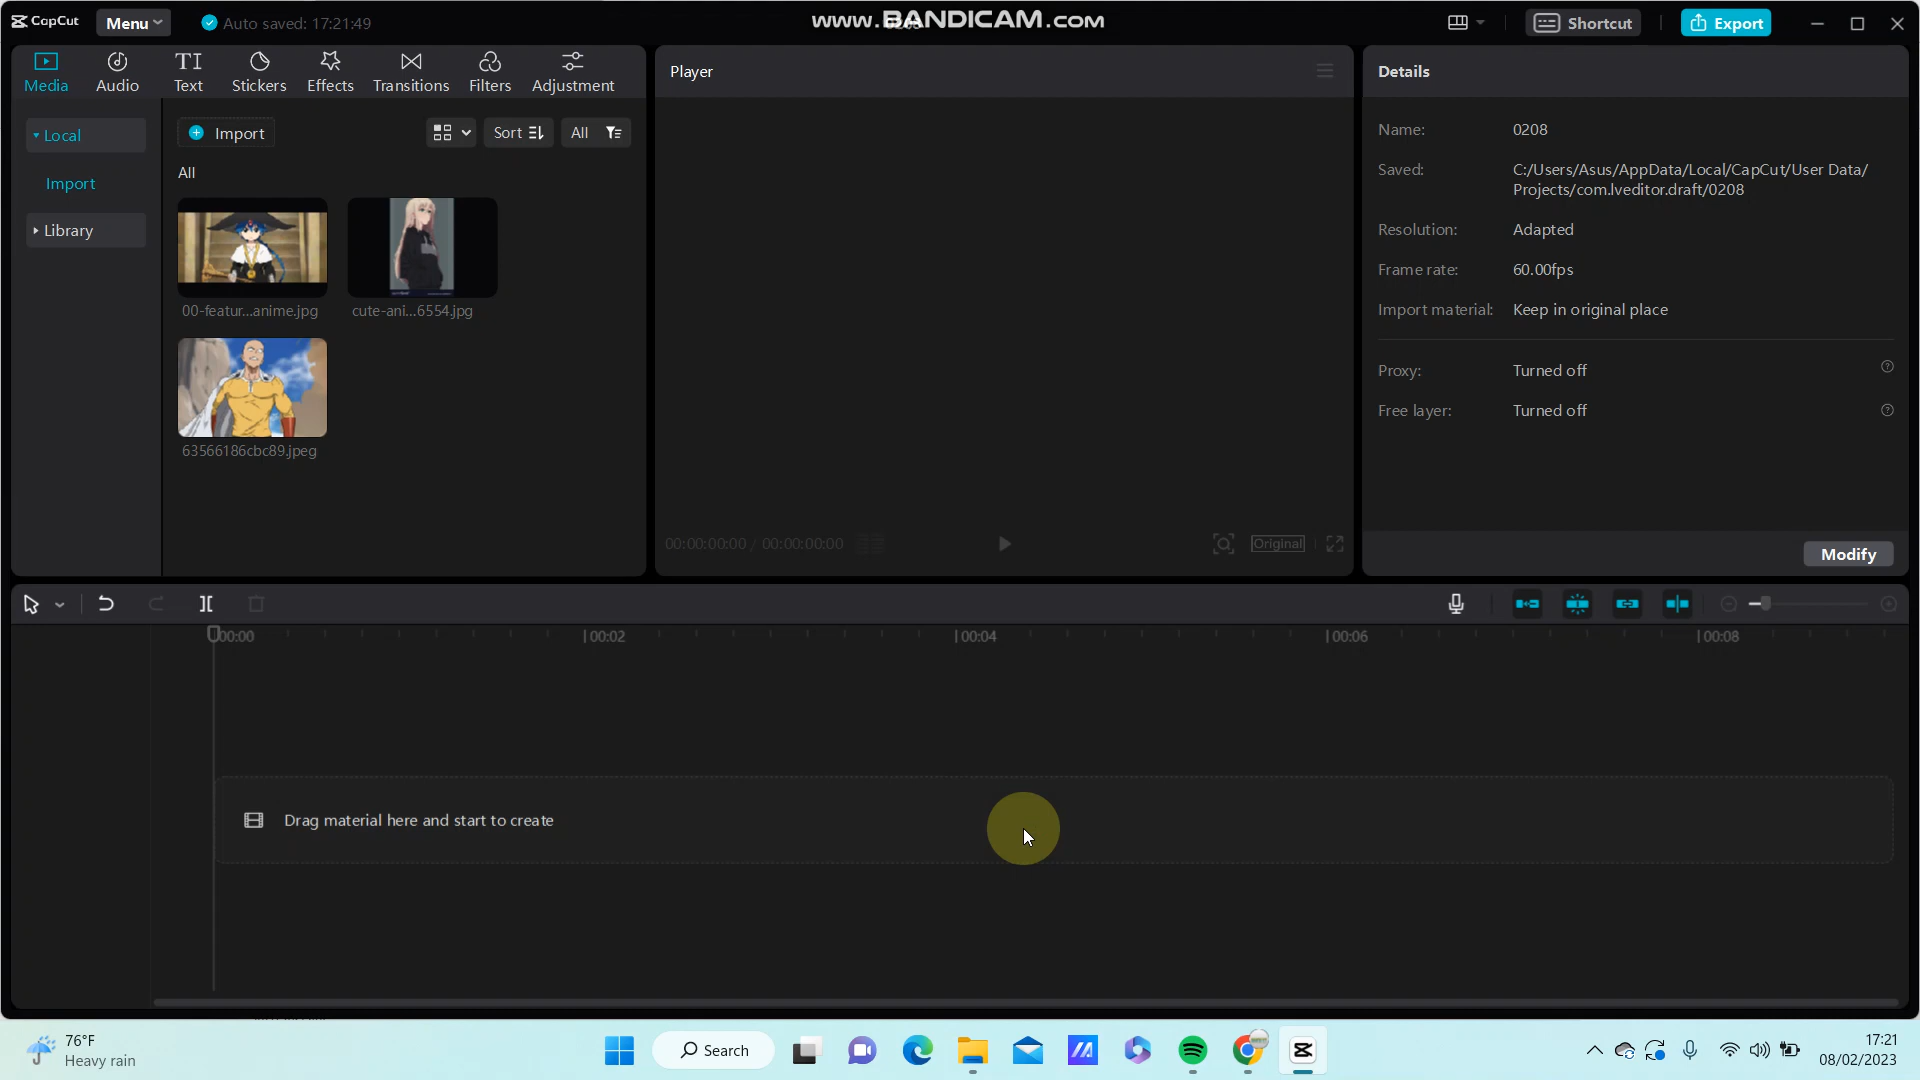 CapCut
Menu
Auto saved: 17:21:49
www.BANDICAM.com
Shortcut
Export
Media
Audio
TI
Text
Stickers
Effects
Transitions
Filters
Adjustment
Local
Import
Library
Import
Sort
All
All
00-featur...anime.jpg
cute-ani...6554.jpg
63566186cbc89.jpeg
Player
00:00:00:00 / 00:00:00:00
Original
Details
Name: 0208
Saved: C:/Users/Asus/AppData/Local/CapCut/User Data/
Projects/com.lveditor.draft/0208
Resolution: Adapted
Frame rate: 60.00fps
Import material: Keep in original place
Proxy: Turned off
Free layer: Turned off
Modify
00:00
00:02
00:04
00:06
00:08
Drag material here and start to create
76°F
Heavy rain
Search
17:21
08/02/2023